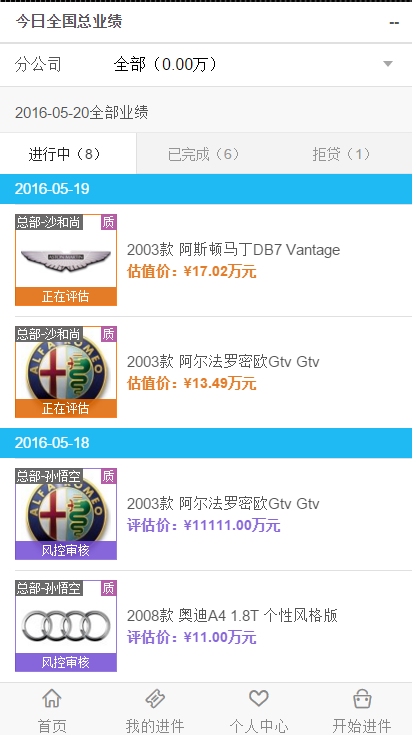 今日全国总业绩 --
分公司 全部（0.00万）
2016-05-20全部业绩
进行中（8） 已完成（6） 拒贷（1）
2016-05-19
总部-沙和尚 质
ASTON MARTIN
正在评估
2003款 阿斯顿马丁DB7 Vantage
估值价：¥17.02万元
总部-沙和尚 质
ALFA ROMEO
正在评估
2003款 阿尔法罗密欧Gtv Gtv
估值价：¥13.49万元
2016-05-18
总部-孙悟空 质
ALFA ROMEO
风控审核
2003款 阿尔法罗密欧Gtv Gtv
评估价：¥11111.00万元
总部-孙悟空 质
风控审核
2008款 奥迪A4 1.8T 个性风格版
评估价：¥11.00万元
首页 我的进件 个人中心 开始进件